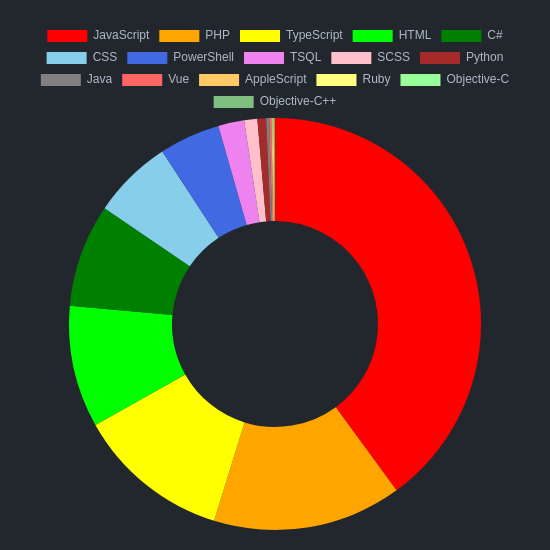 JavaScript PHP TypeScript HTML C#
CSS PowerShell TSQL SCSS Python
Java Vue AppleScript Ruby Objective-C
Objective-C++